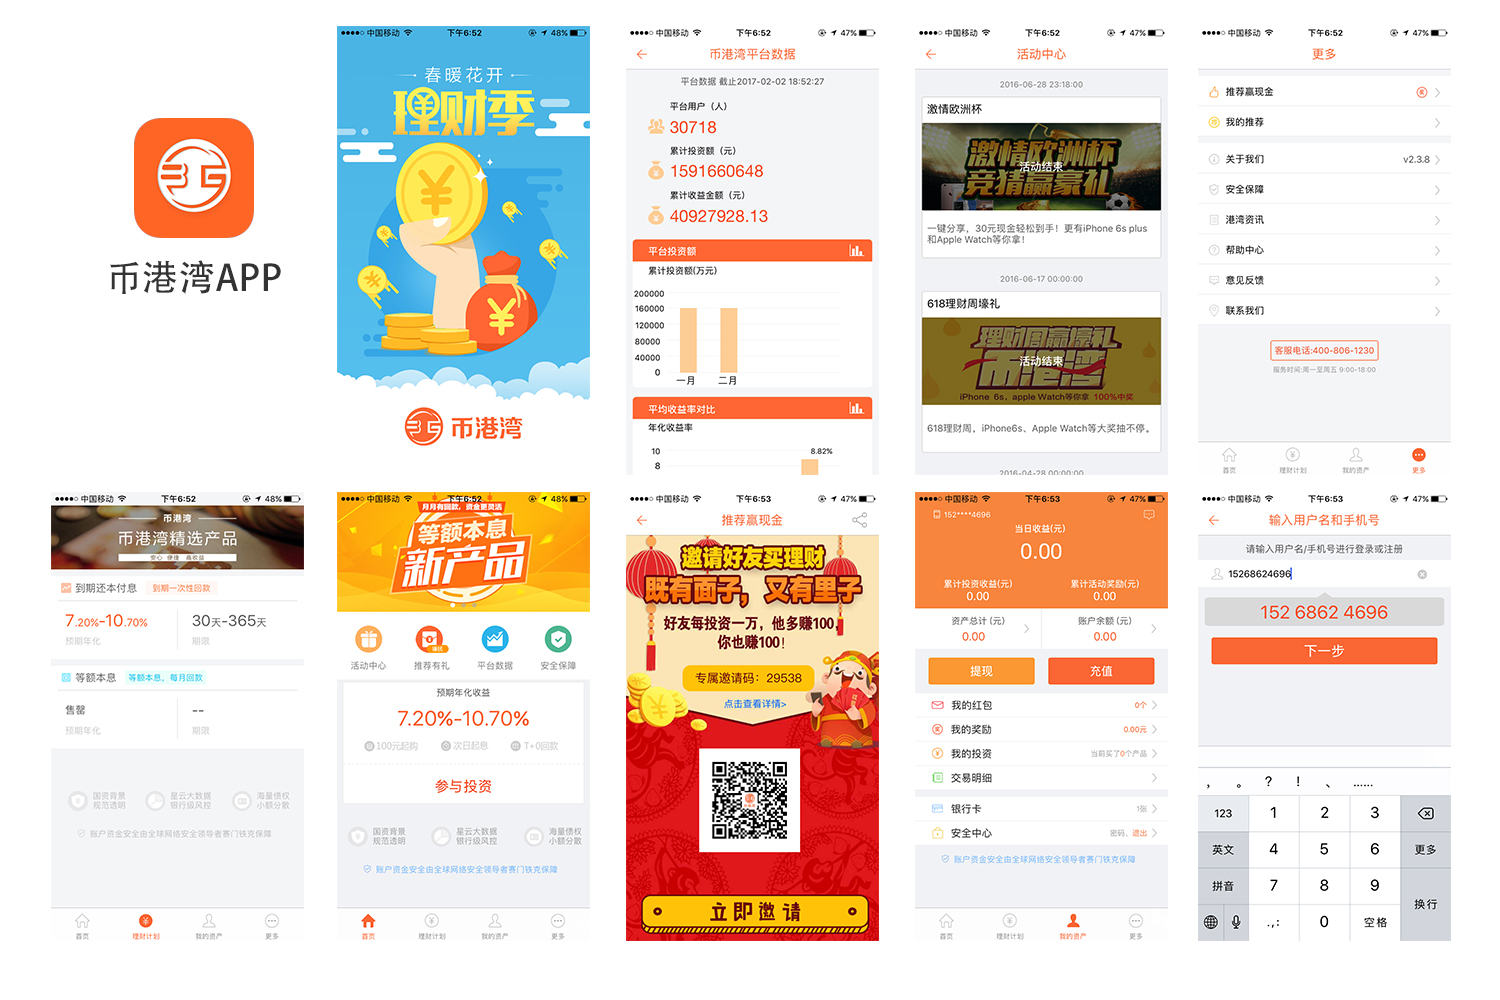 币港湾APP
中国移动 下午6:52 48%
春暖花开
理财季
币港湾
中国移动 下午6:52 47%
币港湾平台数据
平台数据 截止2017-02-02 18:52:27
平台用户（人）
30718
累计投资额（元）
1591660648
累计收益金额（元）
40927928.13
平台投资额
累计投资额(万元)
200000
160000
120000
80000
40000
0
一月 二月
平均收益率对比
年化收益率
8.82%
10
8
中国移动 下午6:52 47%
活动中心
2016-06-28 23:18:00
激情欧洲杯
激情欧洲杯
活动结束
竞猜赢豪礼
一键分享，30元现金轻松到手！更有iPhone 6s plus
和Apple Watch等你拿！
2016-06-17 00:00:00
618理财周壕礼
理财周赢壕礼
活动结束
币港湾
iPhone 6s，apple Watch等你拿 100%中奖
618理财周，iPhone6s、Apple Watch等大奖抽不停。
2016-04-28 00:00:00
中国移动 下午6:52 47%
更多
推荐赢现金
我的推荐
关于我们 v2.3.8
安全保障
港湾资讯
帮助中心
意见反馈
联系我们
客服电话:400-806-1230
服务时间:周一至周五 9:00-18:00
首页 理财计划 我的资产 更多
中国移动 下午6:52 48%
币港湾
币港湾精选产品
安心 便捷 高收益
到期还本付息 到期一次性回款
7.20%-10.70% 30天-365天
预期年化 期限
等额本息 等额本息，每月回款
售罄 --
预期年化 期限
国资背景 星云大数据 海量债权
规范透明 银行级风控 小额分散
账户资金安全由全球网络安全领导者赛门铁克保障
首页 理财计划 我的资产 更多
中国移动 下午6:52 48%
月月有回款，资金更灵活
等额本息
新产品
活动中心 推荐有礼 平台数据 安全保障
预期年化收益
7.20%-10.70%
100元起购 次日起息 T+0回款
参与投资
国资背景 星云大数据 海量债权
规范透明 银行级风控 小额分散
账户资金安全由全球网络安全领导者赛门铁克保障
首页 理财计划 我的资产 更多
中国移动 下午6:53 47%
推荐赢现金
邀请好友买理财
既有面子，又有里子
好友每投资一万，他多赚100，
你也赚100！
专属邀请码：29538
点击查看详情>
立即邀请
中国移动 下午6:53 47%
152****4696
当日收益(元)
0.00
累计投资收益(元) 累计活动奖励(元)
0.00 0.00
资产总计 (元) 账户余额 (元)
0.00 0.00
提现 充值
我的红包 0个
我的奖励 0.00元
我的投资 当前买了0个产品
交易明细
银行卡 1张
安全中心 密码、退出
账户资金安全由全球网络安全领导者赛门铁克保障
首页 理财计划 我的资产 更多
中国移动 下午6:53 47%
输入用户名和手机号
请输入用户名/手机号进行登录或注册
15268624696
152 6862 4696
下一步
， 。 ？ ！ 、 ……
123 1 2 3
英文 4 5 6 更多
拼音 7 8 9
换行
.,: 0 空格